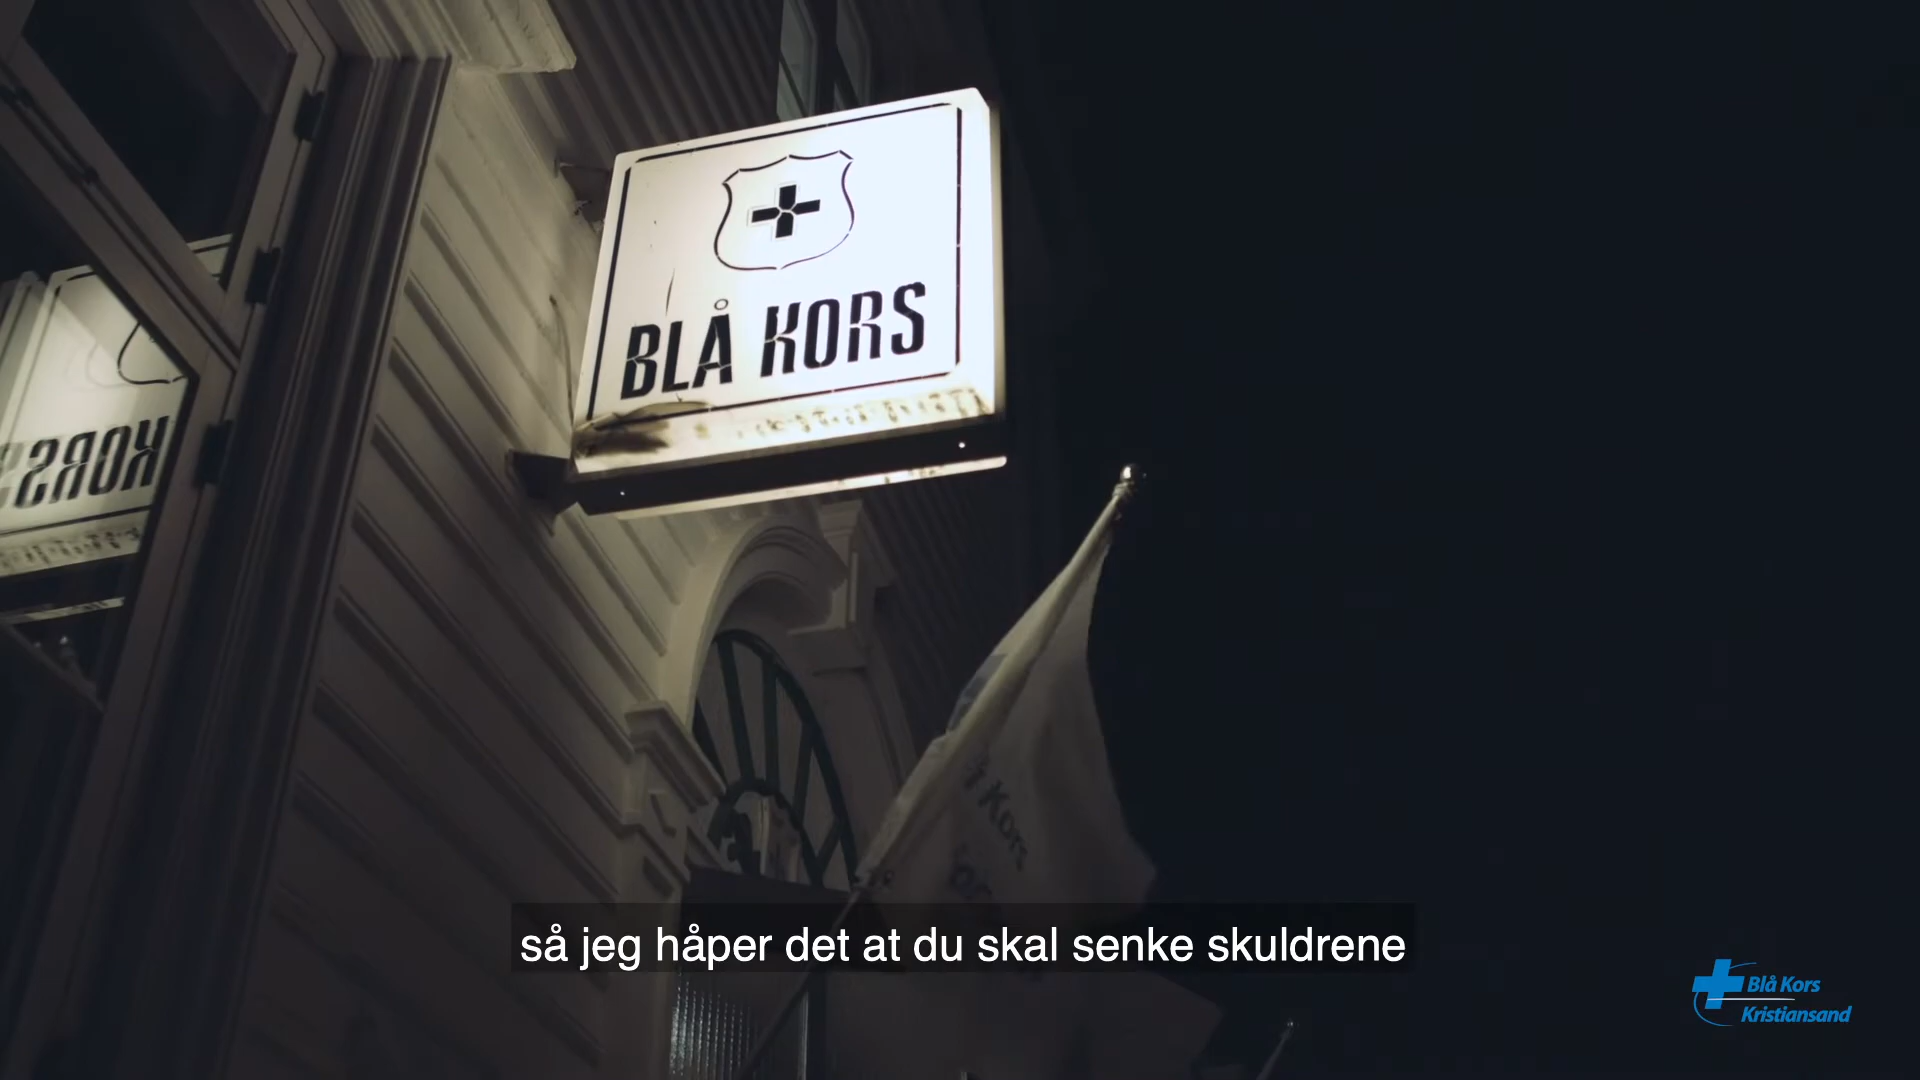 BLÅ KORS
KORS
Kors
så jeg håper det at du skal senke skuldrene
Blå Kors
Kristiansand